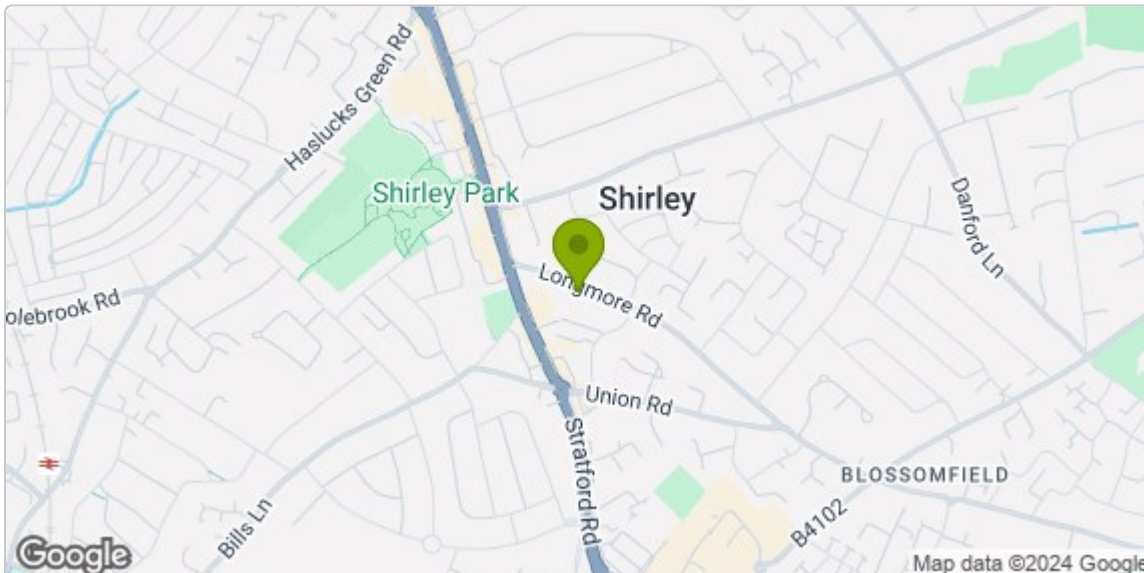 Haslucks Green Rd
Shirley Park
Shirley
Danford Ln
Longmore Rd
olebrook Rd
Union Rd
Stratford Rd
BLOSSOMFIELD
Bills Ln
B4102
Google
Map data ©2024 Google